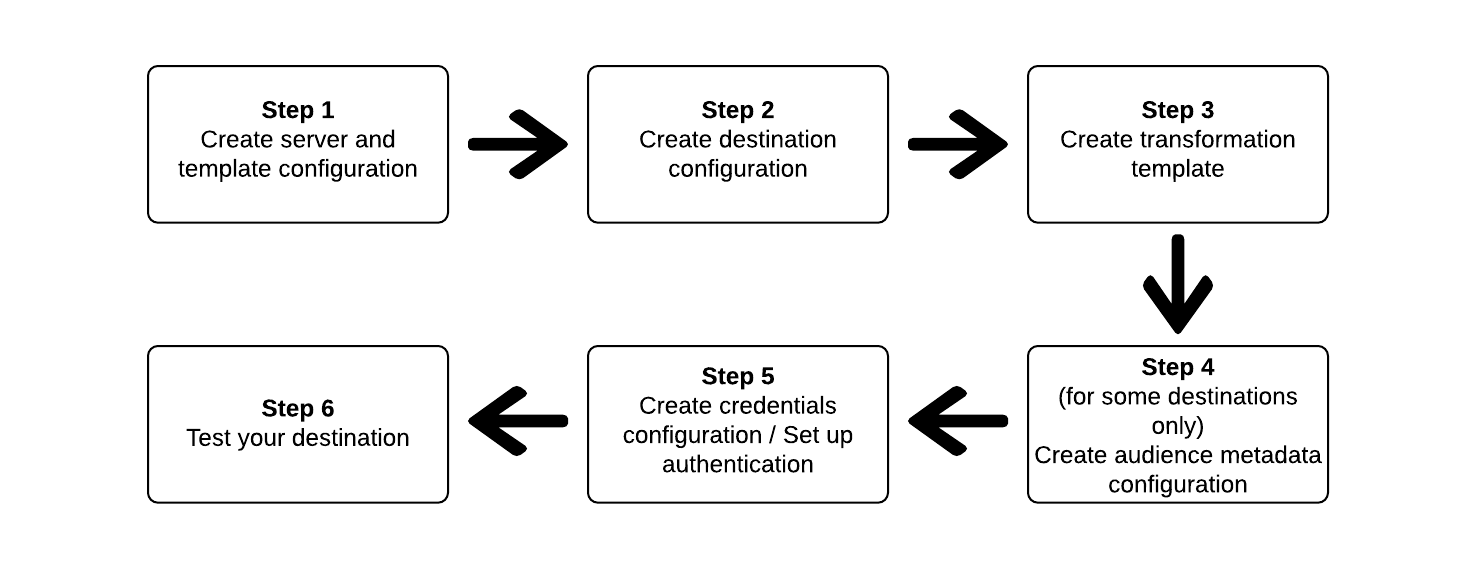 Step 1
Create server and
template configuration
Step 2
Create destination
configuration
Step 3
Create transformation
template
Step 4
(for some destinations
only)
Create audience metadata
configuration
Step 5
Create credentials
configuration / Set up
authentication
Step 6
Test your destination